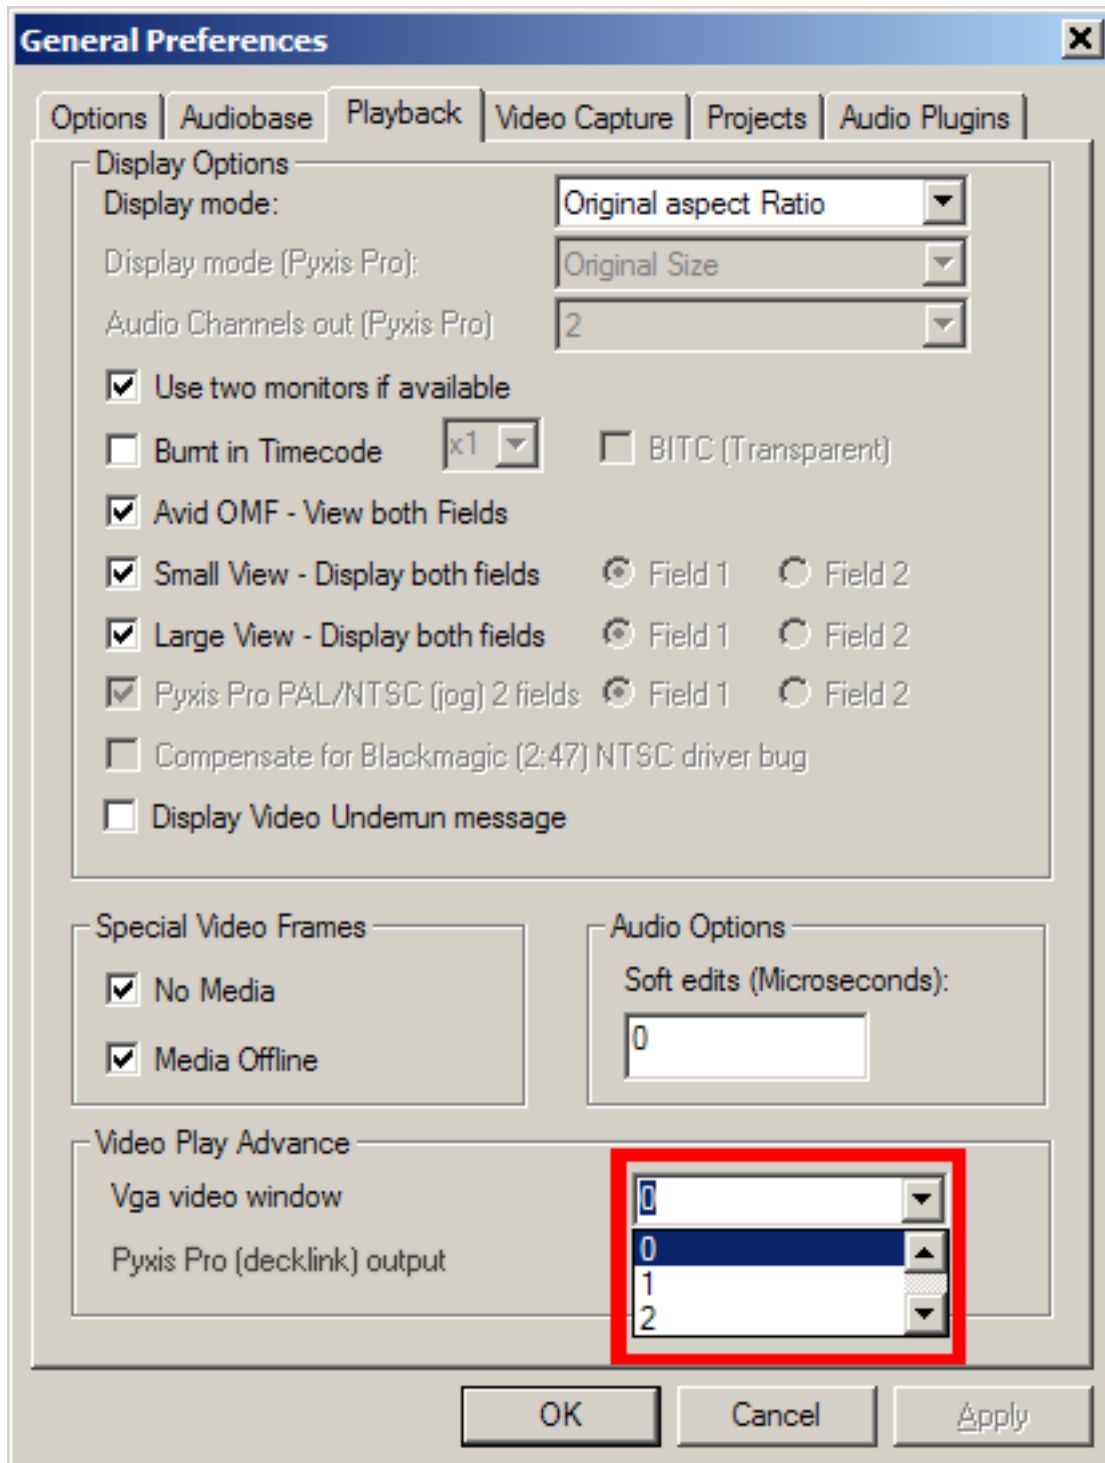 General Preferences
Options Audiobase Playback Video Capture Projects Audio Plugins
Display Options
Display mode: Original aspect Ratio
Display mode (Pyxis Pro): Original Size
Audio Channels out (Pyxis Pro) 2
Use two monitors if available
Burnt in Timecode x1 BITC (Transparent)
Avid OMF - View both Fields
Small View - Display both fields Field 1 Field 2
Large View - Display both fields Field 1 Field 2
Pyxis Pro PAL/NTSC (jog) 2 fields Field 1 Field 2
Compensate for Blackmagic (2:47) NTSC driver bug
Display Video Underrun message
Special Video Frames
No Media
Media Offline
Audio Options
Soft edits (Microseconds):
0
Video Play Advance
Vga video window 0
Pyxis Pro (decklink) output
0
1
2
OK Cancel Apply